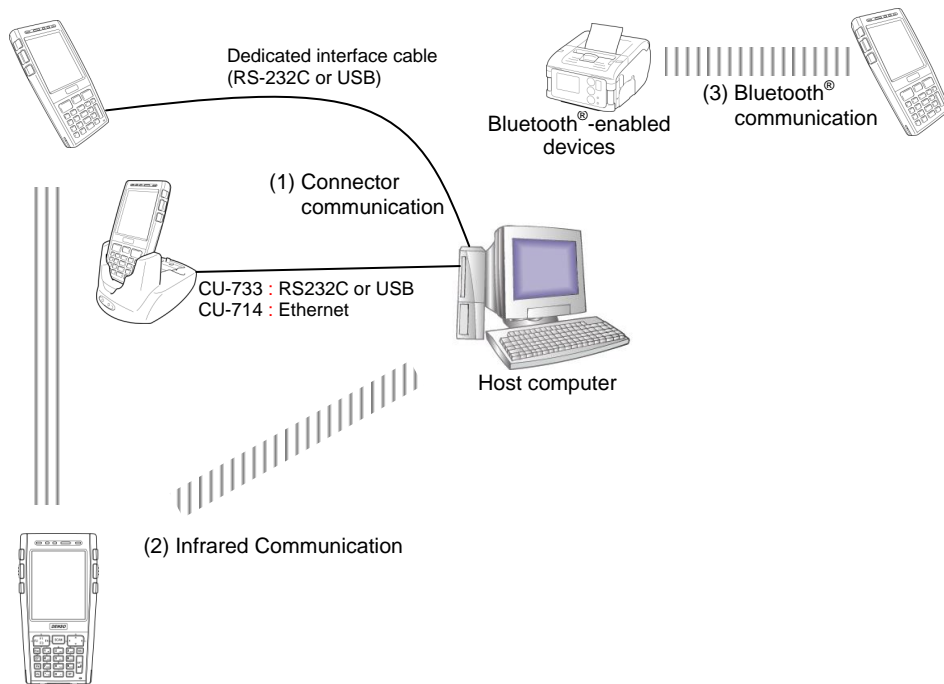 Dedicated interface cable
(RS-232C or USB)
Bluetooth®-enabled
devices
(3) Bluetooth®
communication
(1) Connector
communication
CU-733 : RS232C or USB
CU-714 : Ethernet
Host computer
(2) Infrared Communication
DENSO